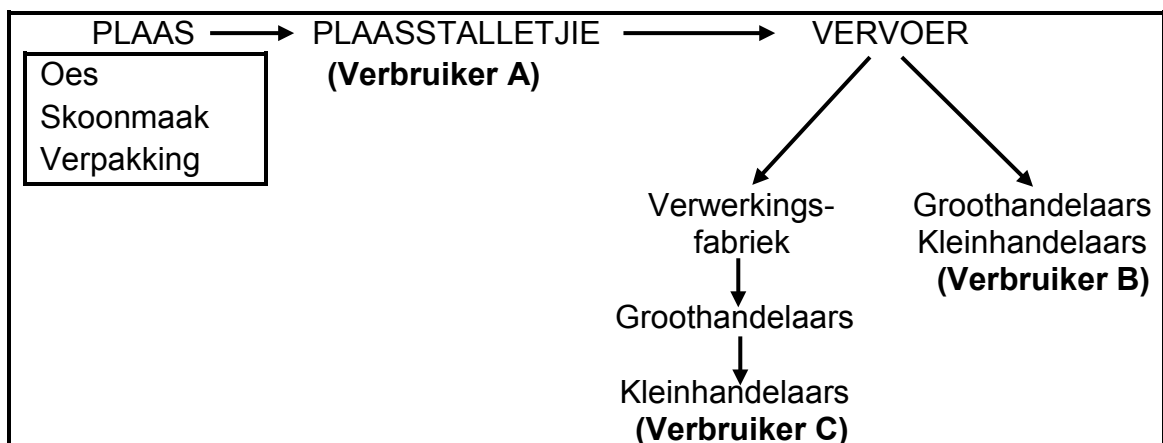 PLAAS PLAASSTALLETJIE VERVOER
(Verbruiker A)
Oes
Skoonmaak
Verpakking
Verwerkings-
fabriek
Groothandelaars
Kleinhandelaars
(Verbruiker C)
Groothandelaars
Kleinhandelaars
(Verbruiker B)